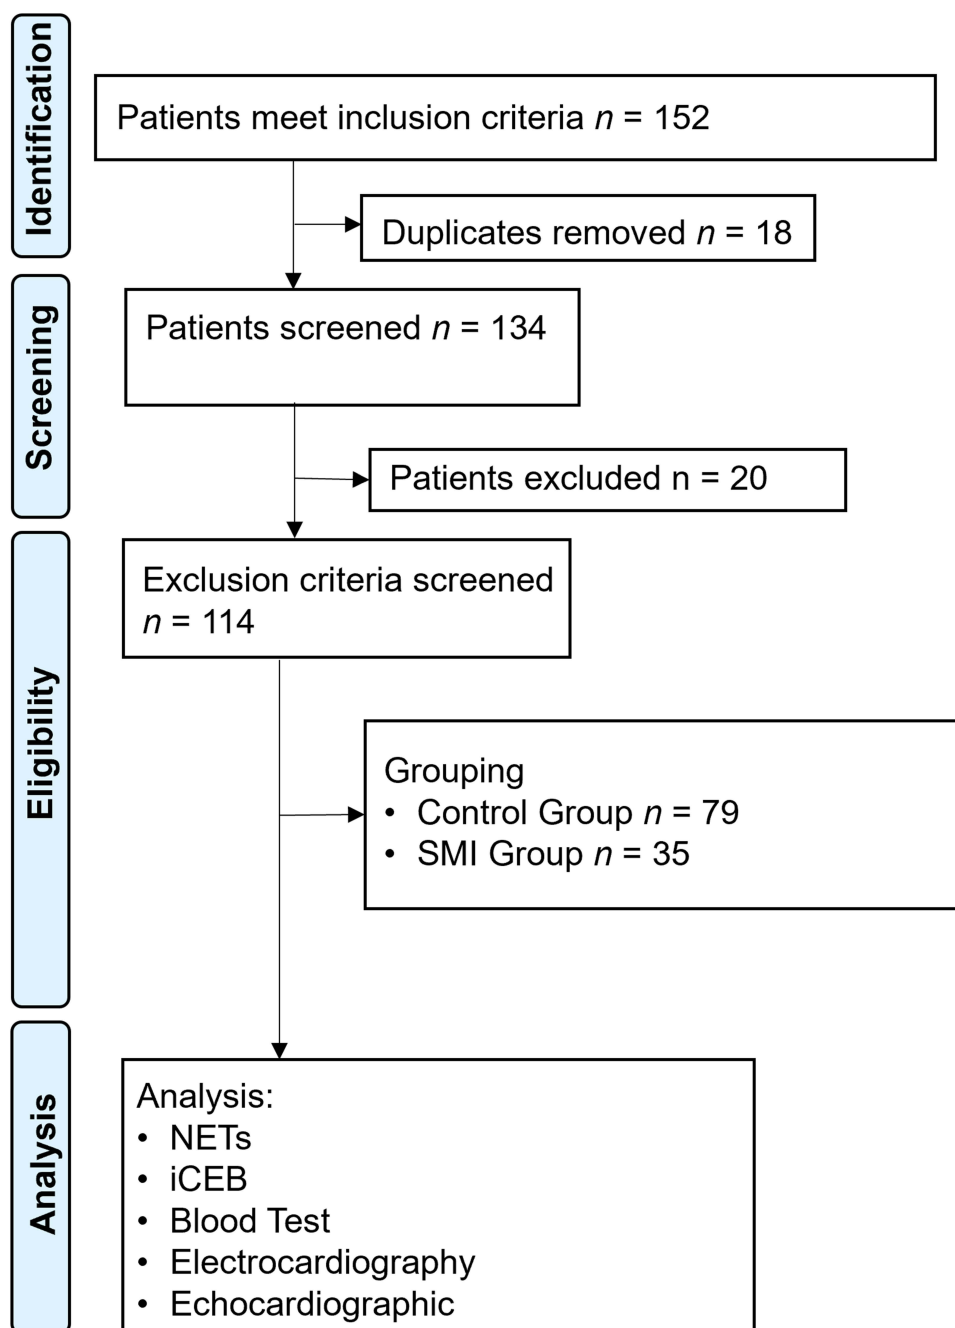 Identification
Patients meet inclusion criteria n = 152
Duplicates removed n = 18
Screening
Patients screened n = 134
Patients excluded n = 20
Eligibility
Exclusion criteria screened
n = 114
Grouping
• Control Group n = 79
• SMI Group n = 35
Analysis
Analysis:
• NETs
• iCEB
• Blood Test
• Electrocardiography
• Echocardiographic